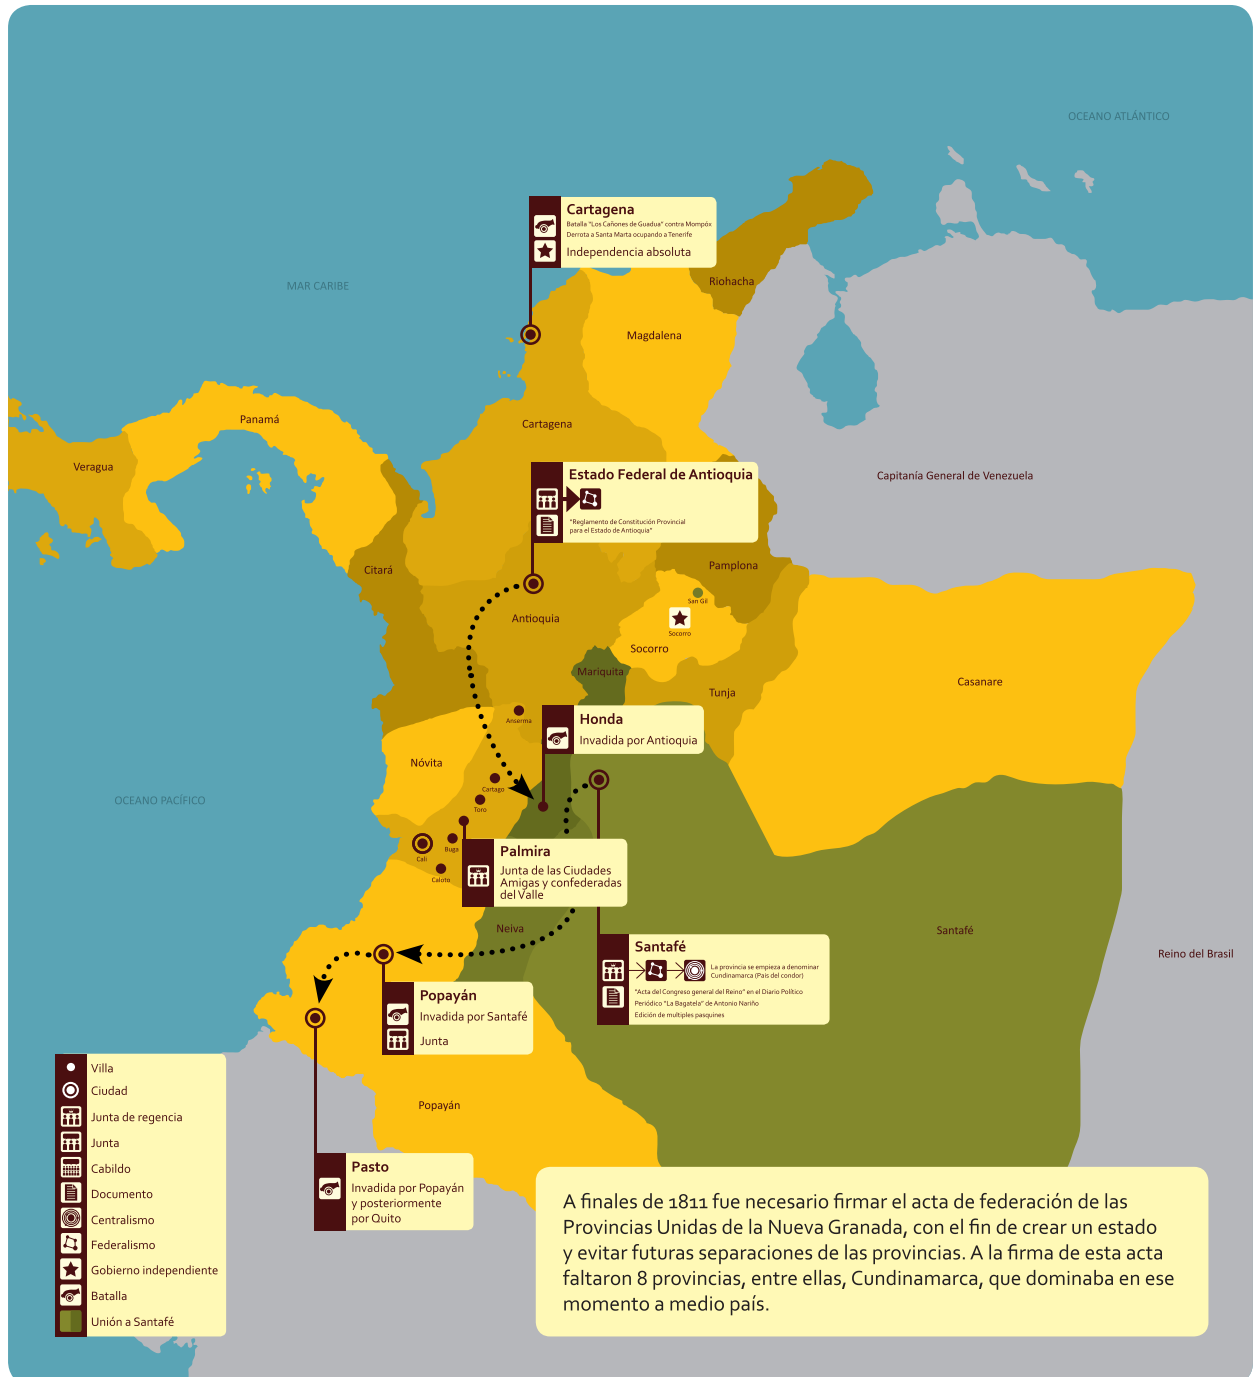 OCEANO ATLÁNTICO
Cartagena
Batalla "Los Cañones de Guadua" contra Mompóx
Derrota a Santa Marta ocupando a Tenerife
Independencia absoluta
MAR CARIBE
Riohacha
Magdalena
Panamá
Cartagena
Veragua
Capitanía General de Venezuela
Estado Federal de Antioquia
"Reglamento de Constitución Provincial
para el Estado de Antioquia"
Citará
Pamplona
San Gil
Antioquia
Socorro
Socorro
Mariquita
Casanare
Tunja
Anserma
Honda
Invadida por Antioquia
Nóvita
Cartago
OCEANO PACÍFICO
Toro
Buga
Cali
Caloto
Palmira
Junta de las Ciudades
Amigas y confederadas
del Valle
Neiva
Santafé
Reino del Brasil
Santafé
La provincia se empieza a denominar
Cundinamarca (Pais del condor)
"Acta del Congreso general del Reino" en el Diario Político
Periódico "La Bagatela" de Antonio Nariño
Edición de multiples pasquines
Popayán
Invadida por Santafé
Junta
Popayán
Pasto
Invadida por Popayán
y posteriormente
por Quito
Villa
Ciudad
Junta de regencia
Junta
Cabildo
Documento
Centralismo
Federalismo
Gobierno independiente
Batalla
Unión a Santafé
A finales de 1811 fue necesario firmar el acta de federación de las
Provincias Unidas de la Nueva Granada, con el fin de crear un estado
y evitar futuras separaciones de las provincias. A la firma de esta acta
faltaron 8 provincias, entre ellas, Cundinamarca, que dominaba en ese
momento a medio país.